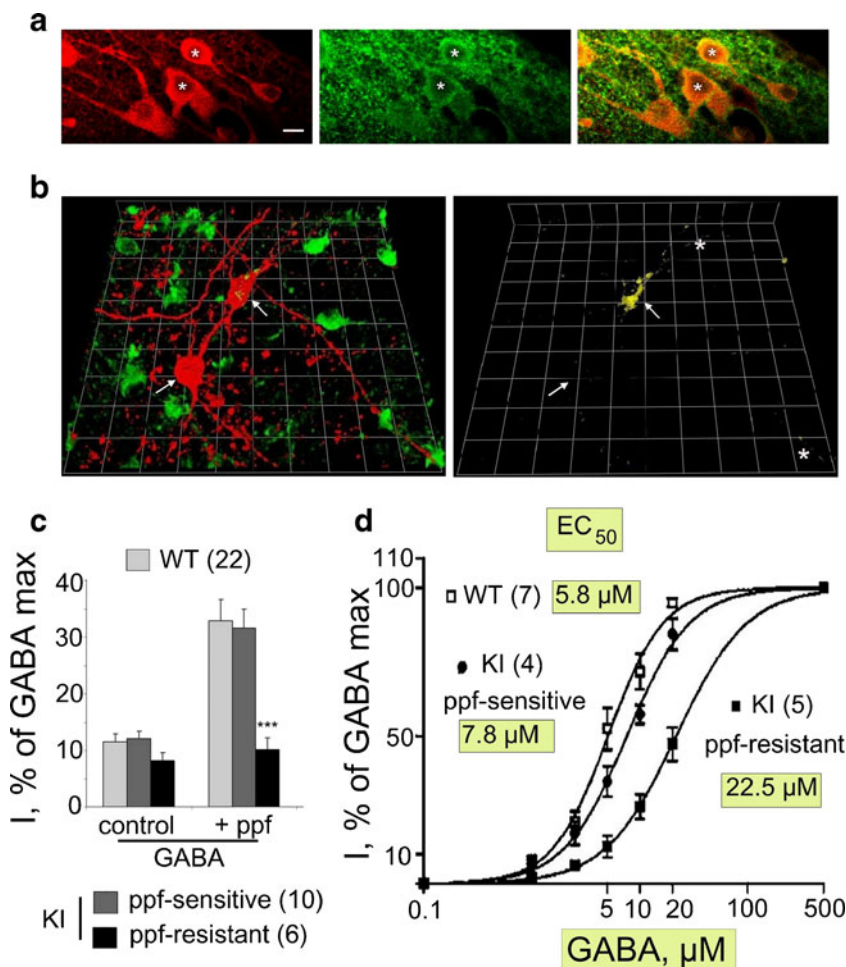 a
* * *
* * *
b
*
*
c
I, % of GABA max
WT (22)
40
30
20
10
0
***
control + ppf
GABA
KI
ppf-sensitive (10)
ppf-resistant (6)
d
EC50
I, % of GABA max
110
100
50
10
WT (7) 5.8 µM
KI (4)
ppf-sensitive
7.8 µM
KI (5)
ppf-resistant
22.5 µM
0.1 5 10 20 100 500
GABA, µM